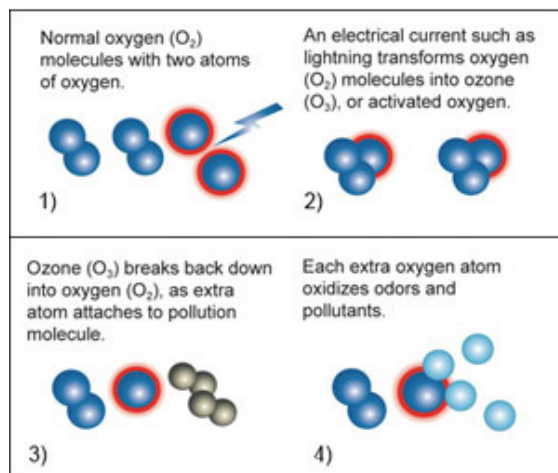 Normal oxygen (O₂)
molecules with two atoms
of oxygen.
1)
An electrical current such as
lightning transforms oxygen
(O₂) molecules into ozone
(O₃), or activated oxygen.
2)
Ozone (O₃) breaks back down
into oxygen (O₂), as extra
atom attaches to pollution
molecule.
3)
Each extra oxygen atom
oxidizes odors and
pollutants.
4)